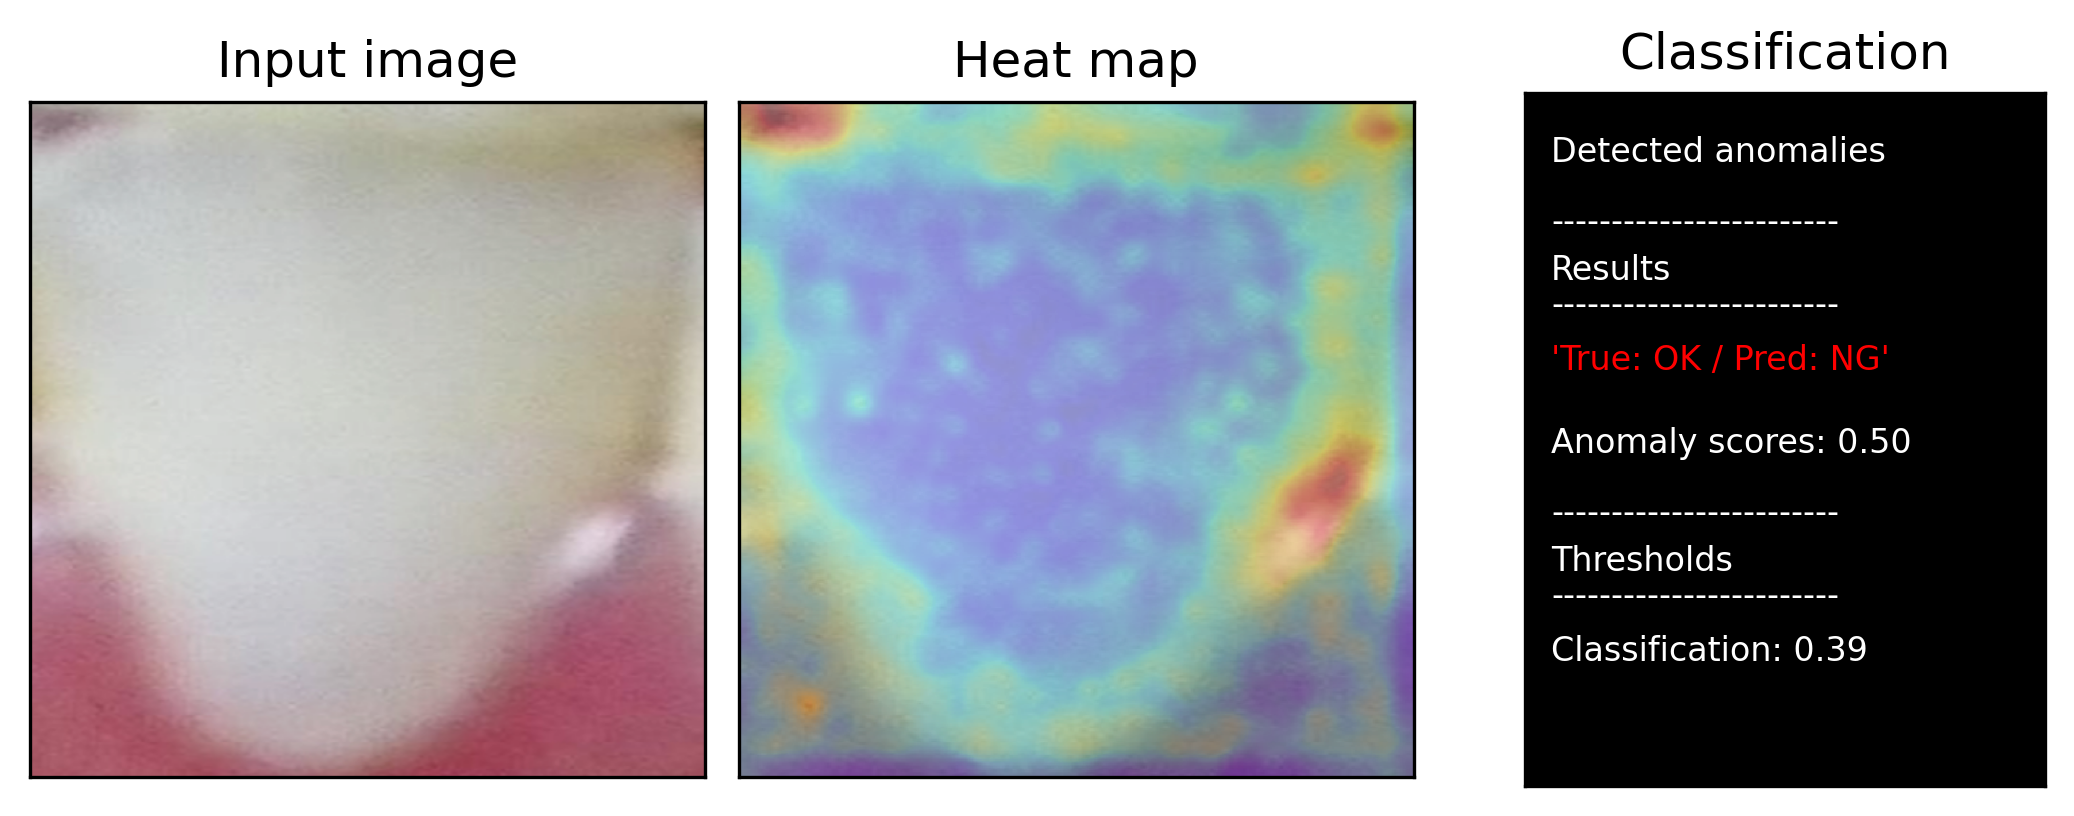 Input image
Heat map
Classification
Detected anomalies
------------------------
Results
------------------------
'True: OK / Pred: NG'
Anomaly scores: 0.50
------------------------
Thresholds
------------------------
Classification: 0.39